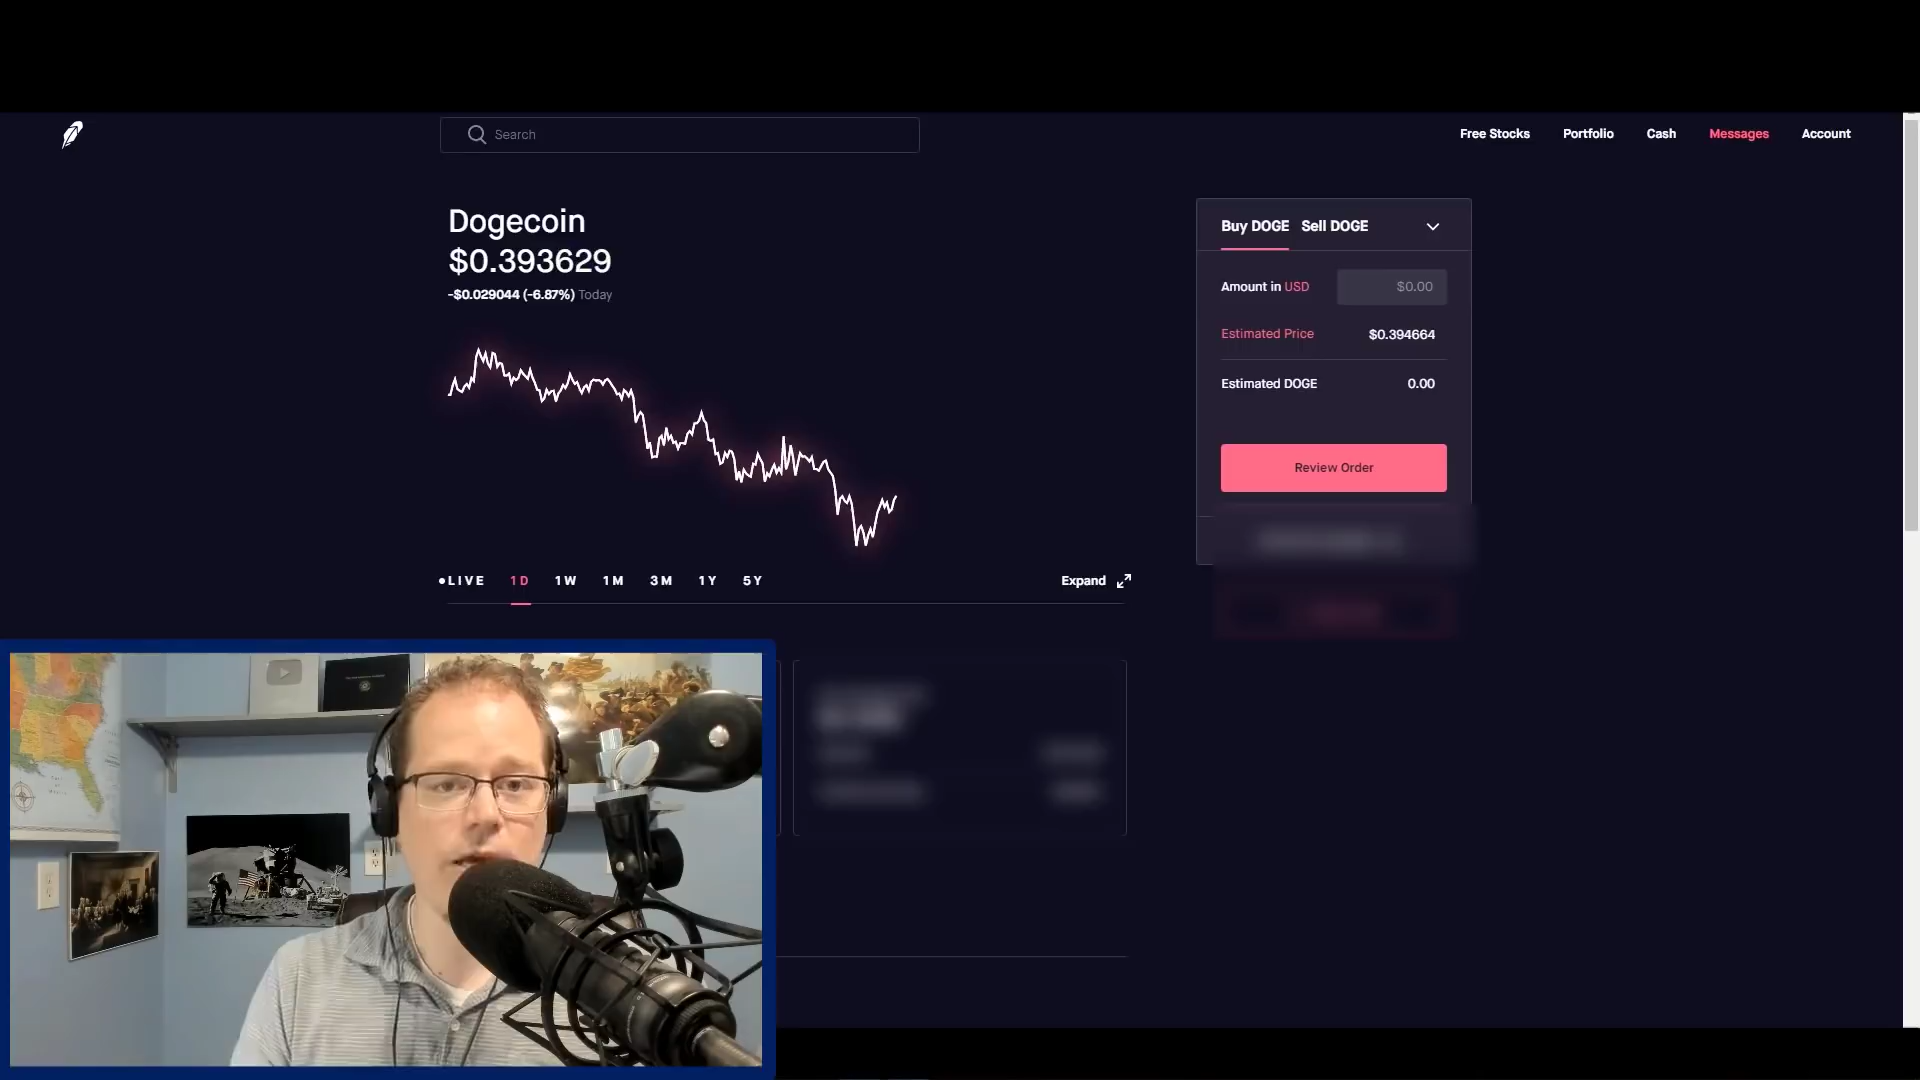 Search
Free Stocks Portfolio Cash Messages Account
Dogecoin
$0.393629
-$0.029044 (-6.87%) Today
Buy DOGE Sell DOGE
Amount in USD $0.00
Estimated Price $0.394664
Estimated DOGE 0.00
Review Order
LIVE 1D 1W 1M 3M 1Y 5Y
Expand